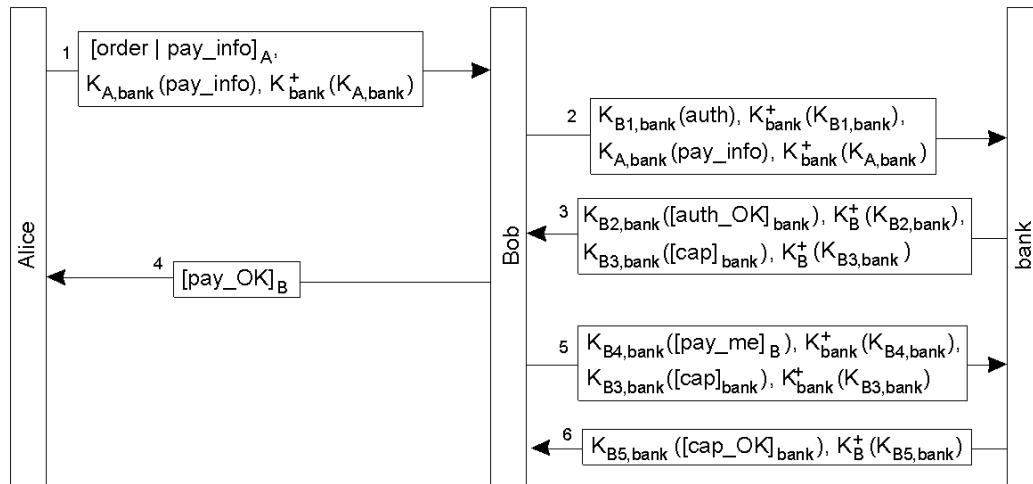 Alice
1
[order | pay_info]A,
KA,bank(pay_info), K+bank(KA,bank)
Bob
2
KB1,bank(auth), K+bank(KB1,bank),
KA,bank(pay_info), K+bank(KA,bank)
bank
3
KB2,bank([auth_OK]bank), K+B(KB2,bank),
KB3,bank([cap]bank), K+B(KB3,bank)
4
[pay_OK]B
5
KB4,bank([pay_me]B), K+bank(KB4,bank),
KB3,bank([cap]bank), K+bank(KB3,bank)
6
KB5,bank([cap_OK]bank), K+B(KB5,bank)